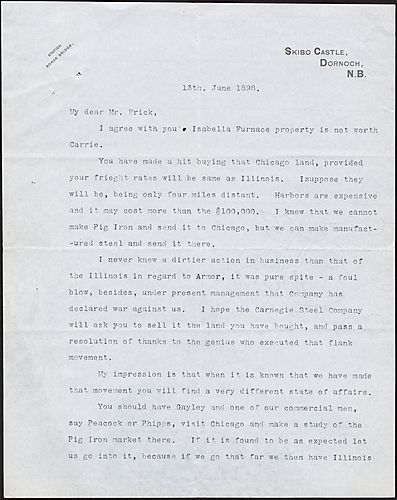 STATION
BONAR BRIDGE.
SKIBO CASTLE,
DORNOCH,
N.B.
13th. June 1898.
My dear Mr. Frick,
I agree with you, Isabella Furnace property is not worth
Carrie.
You have made a hit buying that Chicago land, provided
your frieght rates will be same as Illinois. Isuppose they
will be, being only four miles distant. Harbors are expensive
and it may cost more than the $100,000. I know that we cannot
make Pig Iron and send it to Chicago, but we can make manufact-
-ured steel and send it there.
I never knew a dirtier action in business than that of
the Illinois in regard to Armor, it was pure spite - a foul
blow, besides, under present management that Company has
declared war against us. I hope the Carnegie Steel Company
will ask you to sell it the land you have bought, and pass a
resolution of thanks to the genius who executed that flank
movement.
My impression is that when it is known that we have made
that movement you will find a very different state of affairs.
You should have Gayley and one of our commercial men,
say Peacock or Phipps, visit Chicago and make a study of the
Pig Iron market there. If it is found to be as expected let
us go into it, because if we go that far we then have Illinois